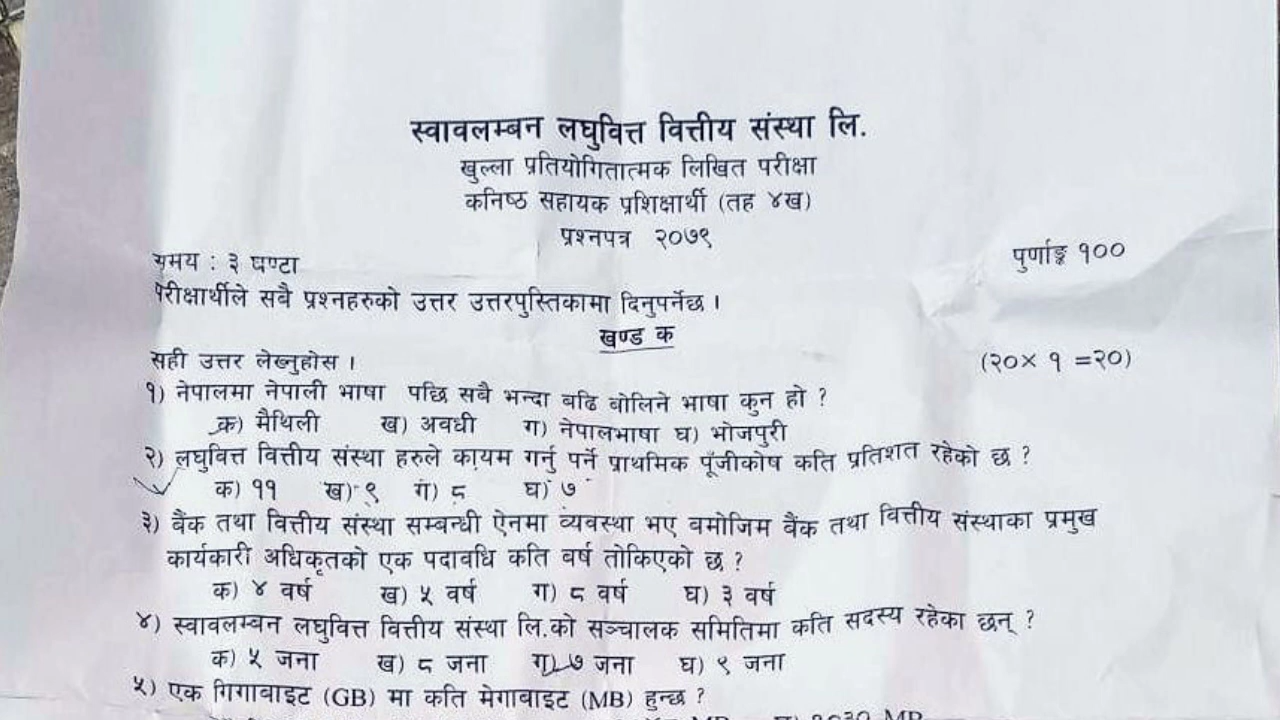 स्वावलम्बन लघुवित्त वित्तीय संस्था लि.
खुल्ला प्रतियोगितात्मक लिखित परीक्षा
कनिष्ठ सहायक प्रशिक्षार्थी (तह ४ख)
प्रश्नपत्र २०७९
समय : ३ घण्टा
पुर्णाङ्क १००
परीक्षार्थीले सबै प्रश्नहरुको उत्तर उत्तरपुस्तिकामा दिनुपर्नेछ ।
खण्ड क
सही उत्तर लेख्नुहोस । (२०× १ =२०)
१) नेपालमा नेपाली भाषा पछि सबै भन्दा बढि बोलिने भाषा कुन हो ?
क) मैथिली ख) अवधी ग) नेपालभाषा घ) भोजपुरी
२) लघुवित्त वित्तीय संस्था हरुले कायम गर्नु पर्ने प्राथमिक पूँजीकोष कति प्रतिशत रहेको छ ?
क) ११ ख) ९ ग) ८ घ) ७
३) बैंक तथा वित्तीय संस्था सम्बन्धी ऐनमा व्यवस्था भए वमोजिम बैंक तथा वित्तीय संस्थाका प्रमुख
कार्यकारी अधिकृतको एक पदावधि कति वर्ष तोकिएको छ ?
क) ४ वर्ष ख) ५ वर्ष ग) ८ वर्ष घ) ३ वर्ष
४) स्वावलम्बन लघुवित्त वित्तीय संस्था लि.को सञ्चालक समितिमा कति सदस्य रहेका छन् ?
क) ५ जना ख) ८ जना ग) ७ जना घ) ९ जना
५) एक गिगावाइट (GB) मा कति मेगावाइट (MB) हुन्छ ?